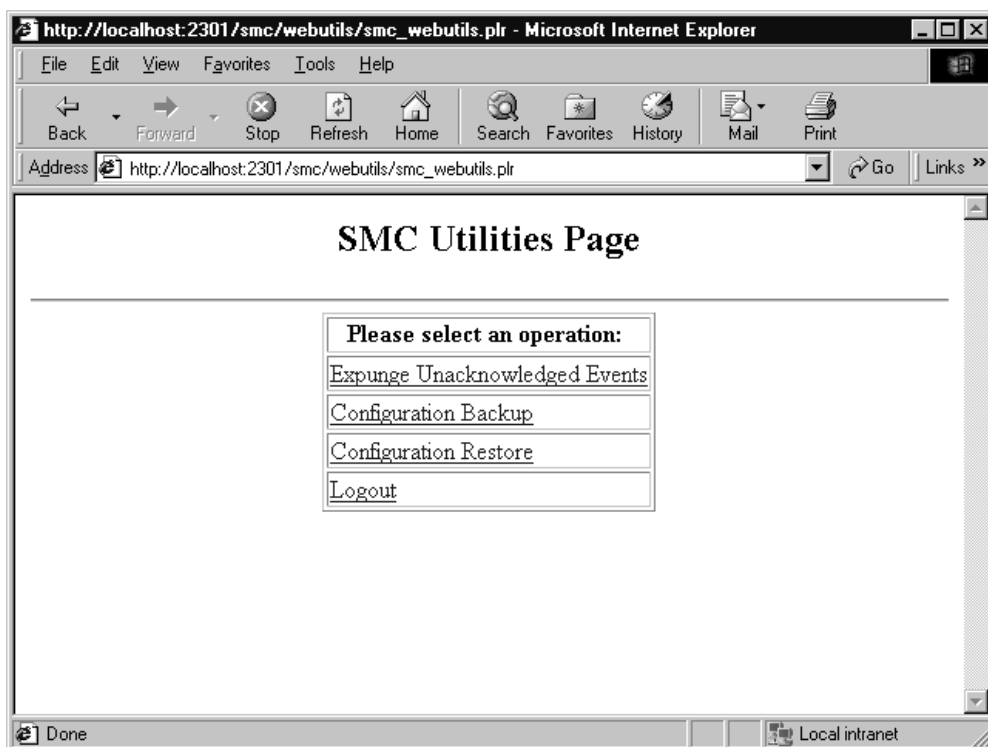 http://localhost:2301/smc/webutils/smc_webutils.plr - Microsoft Internet Explorer
File Edit View Favorites Tools Help
Back Forward Stop Refresh Home Search Favorites History Mail Print
Address http://localhost:2301/smc/webutils/smc_webutils.plr Go Links »
SMC Utilities Page
Please select an operation:
Expunge Unacknowledged Events
Configuration Backup
Configuration Restore
Logout
Done Local intranet